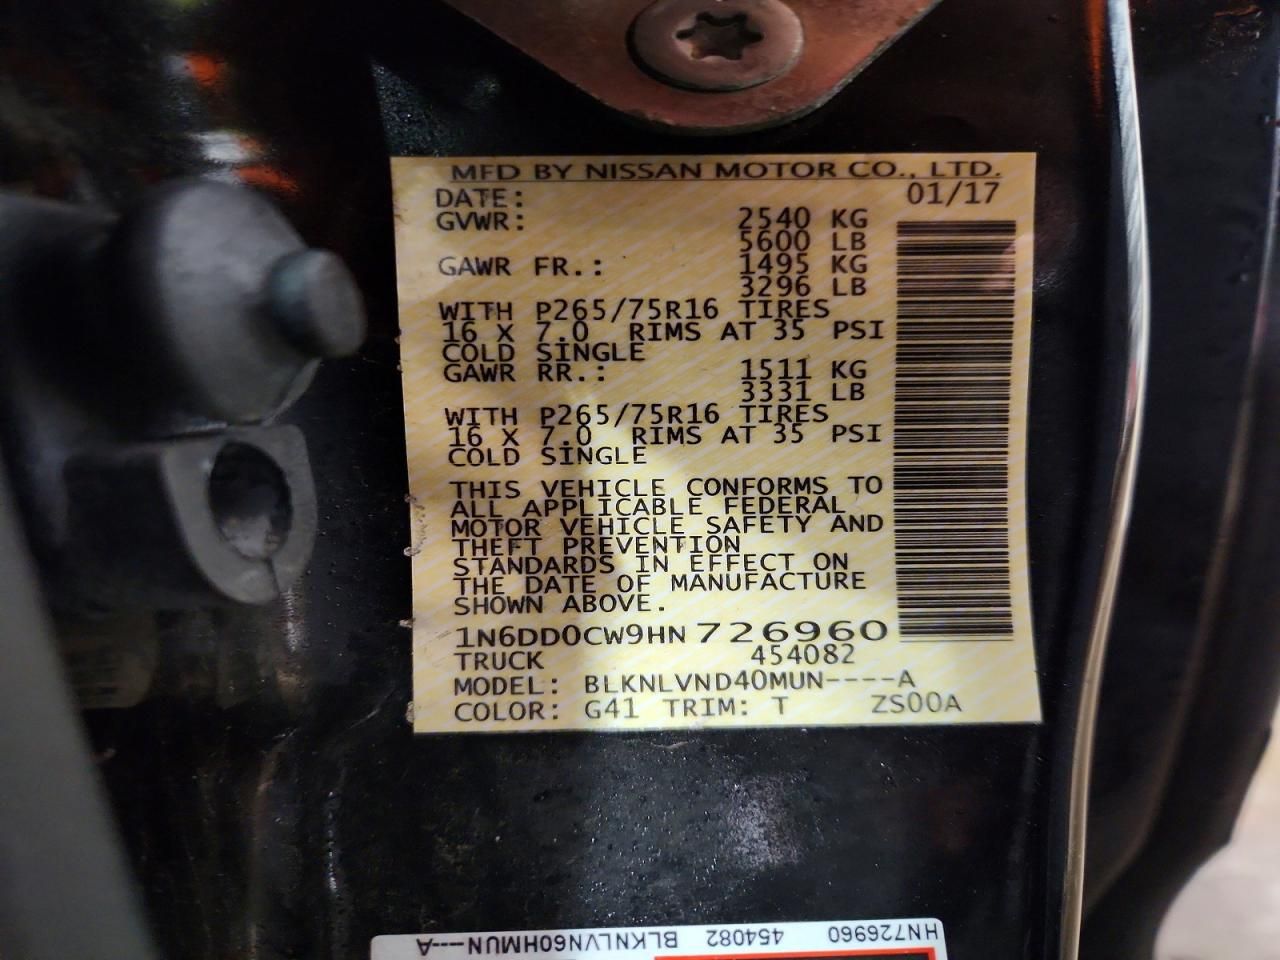 MFD BY NISSAN MOTOR CO., LTD.
DATE: 01/17
GVWR: 2540 KG
5600 LB
GAWR FR.: 1495 KG
3296 LB
WITH P265/75R16 TIRES
16 X 7.0 RIMS AT 35 PSI
COLD SINGLE
GAWR RR.: 1511 KG
3331 LB
WITH P265/75R16 TIRES
16 X 7.0 RIMS AT 35 PSI
COLD SINGLE
THIS VEHICLE CONFORMS TO
ALL APPLICABLE FEDERAL
MOTOR VEHICLE SAFETY AND
THEFT PREVENTION
STANDARDS IN EFFECT ON
THE DATE OF MANUFACTURE
SHOWN ABOVE.
1N6DD0CW9HN726960
TRUCK 454082
MODEL: BLKNLVND40MUN----A
COLOR: G41 TRIM: T ZS00A
HN726960 454082 BLKNLVN60HMUN----A